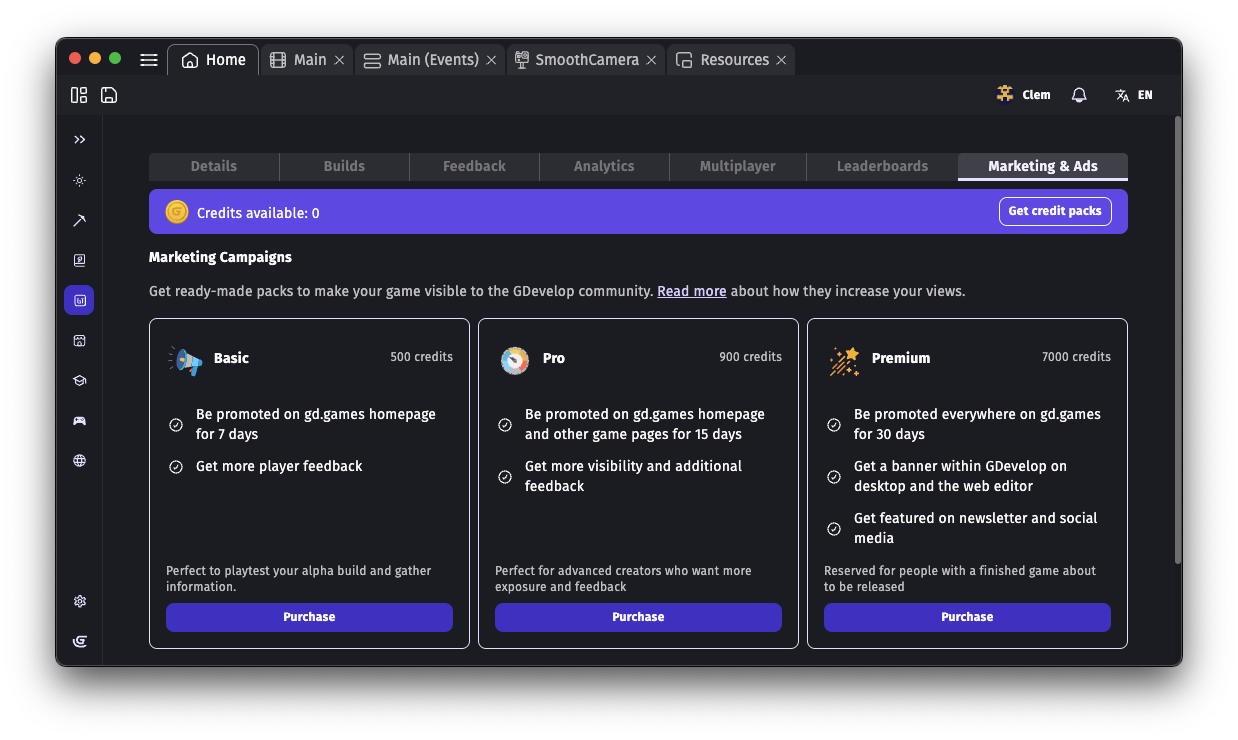 Home
Main
Main (Events)
SmoothCamera
Resources
Clem
EN
Details
Builds
Feedback
Analytics
Multiplayer
Leaderboards
Marketing & Ads
Credits available: 0
Get credit packs
Marketing Campaigns
Get ready-made packs to make your game visible to the GDevelop community. Read more about how they increase your views.
Basic
500 credits
Be promoted on gd.games homepage
for 7 days
Get more player feedback
Perfect to playtest your alpha build and gather
information.
Purchase
Pro
900 credits
Be promoted on gd.games homepage
and other game pages for 15 days
Get more visibility and additional
feedback
Perfect for advanced creators who want more
exposure and feedback
Purchase
Premium
7000 credits
Be promoted everywhere on gd.games
for 30 days
Get a banner within GDevelop on
desktop and the web editor
Get featured on newsletter and social
media
Reserved for people with a finished game about
to be released
Purchase